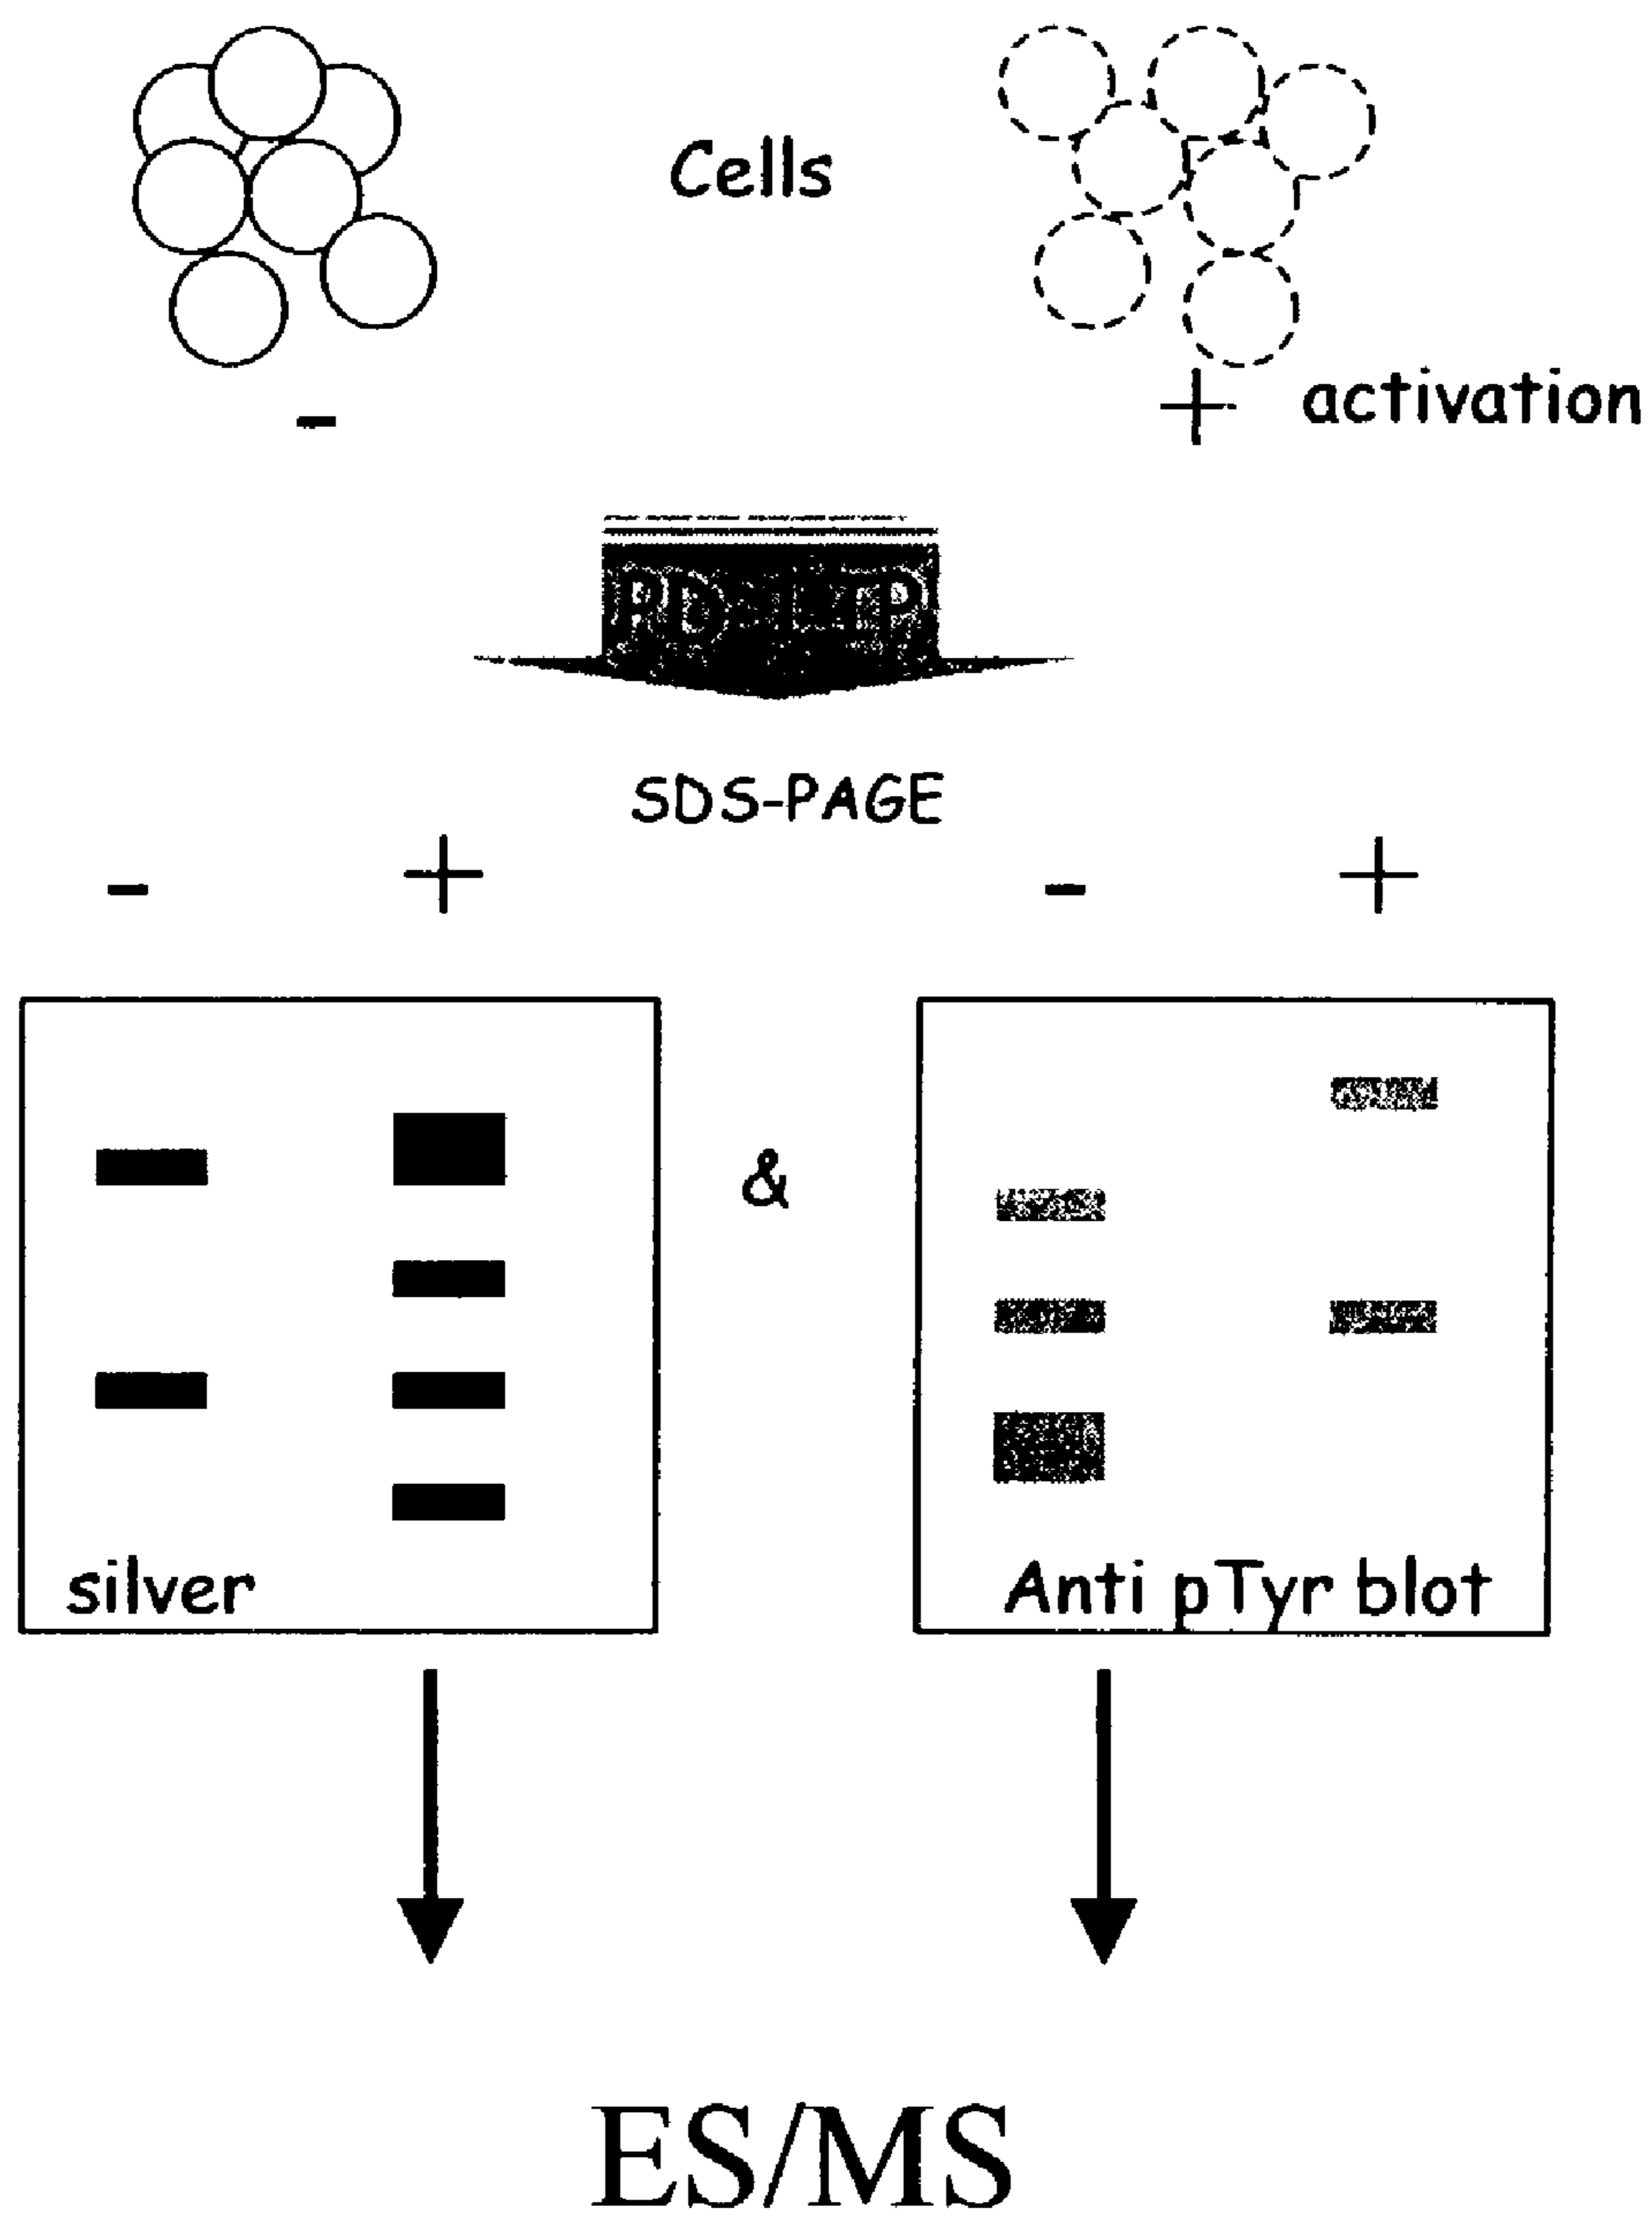 Cells
- + activation
SDS-PAGE
- + - +
&
silver
Anti pTyr blot
ES/MS